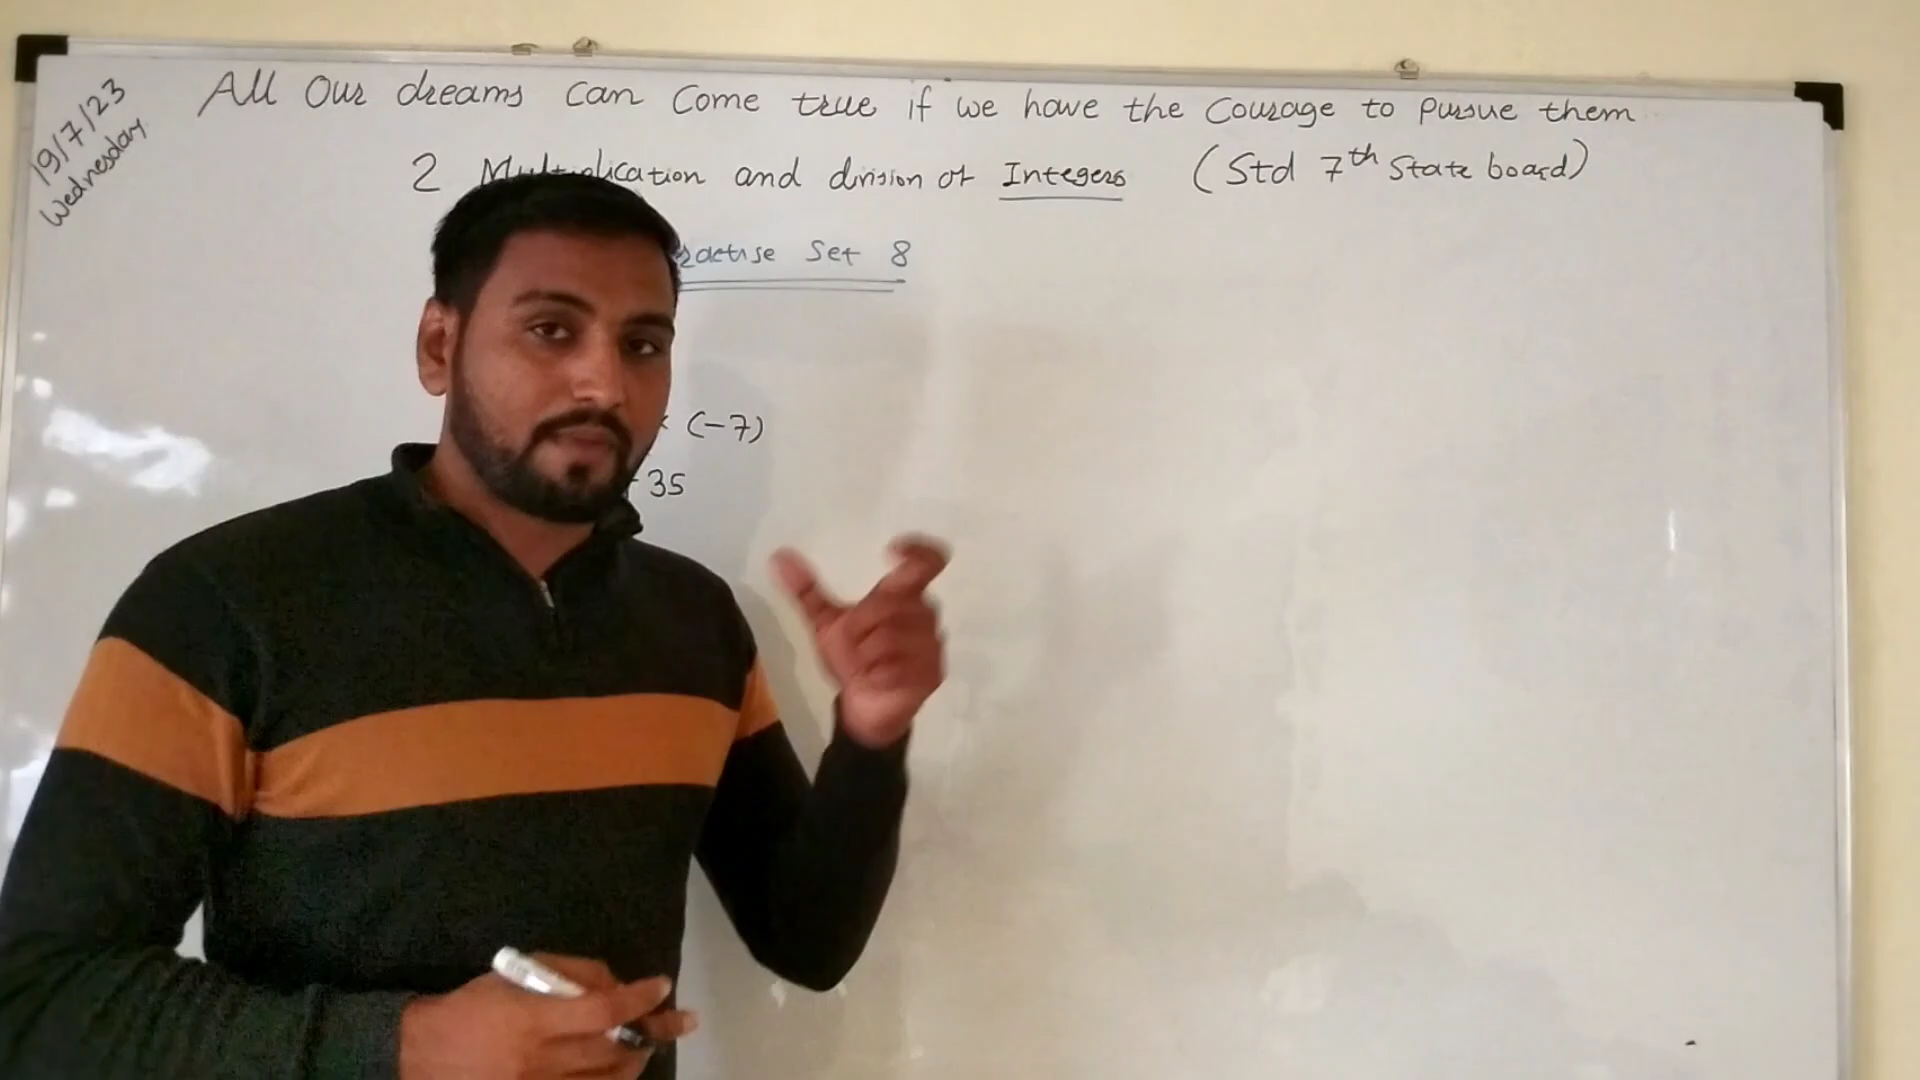 19/7/23
Wednesday
All Our dreams can Come true if we have the Courage to pursue them
2 Multiplication and division of Integers (Std 7th State board)
Practise Set 8
× (-7)
35